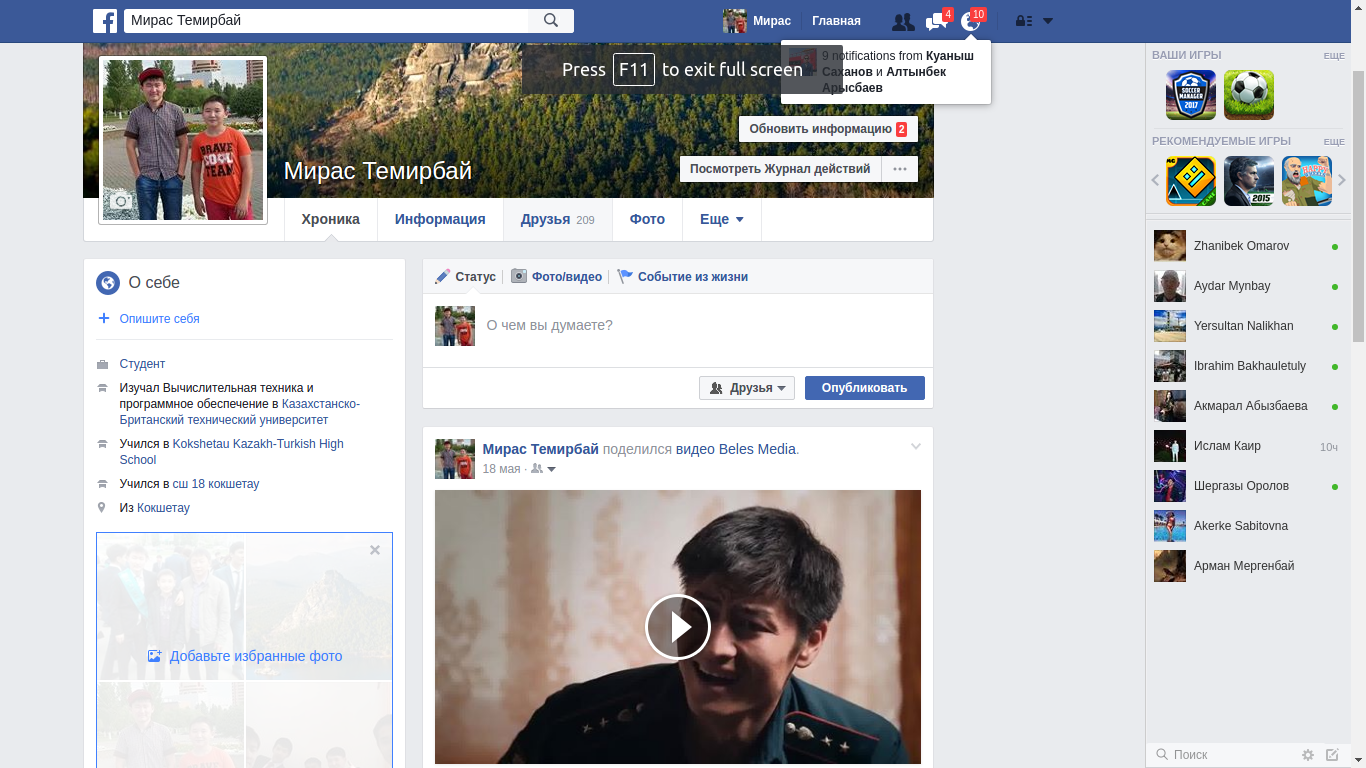 Мирас Темирбай
Мирас
Главная
4
10
9 notifications from Куаныш
Саханов и Алтынбек
Арысбаев
Press F11 to exit full screen
BRAVE
COOL
TEAM
Мирас Темирбай
Обновить информацию 2
Посмотреть Журнал действий
Хроника
Информация
Друзья 209
Фото
Еще
О себе
Опишите себя
Студент
Изучал Вычислительная техника и
программное обеспечение в Казахстанско-
Британский технический университет
Учился в Kokshetau Kazakh-Turkish High
School
Учился в сш 18 кокшетау
Из Кокшетау
Добавьте избранные фото
Статус
Фото/видео
Событие из жизни
О чем вы думаете?
Друзья
Опубликовать
Мирас Темирбай поделился видео Beles Media.
18 мая ·
ВАШИ ИГРЫ
ЕЩЕ
SOCCER
MANAGER
2017
РЕКОМЕНДУЕМЫЕ ИГРЫ
ЕЩЕ
2015
Zhanibek Omarov
Aydar Mynbay
Yersultan Nalikhan
Ibrahim Bakhauletuly
Акмарал Абызбаева
Ислам Каир
10ч
Шергазы Оролов
Akerke Sabitovna
Арман Мергенбай
Поиск